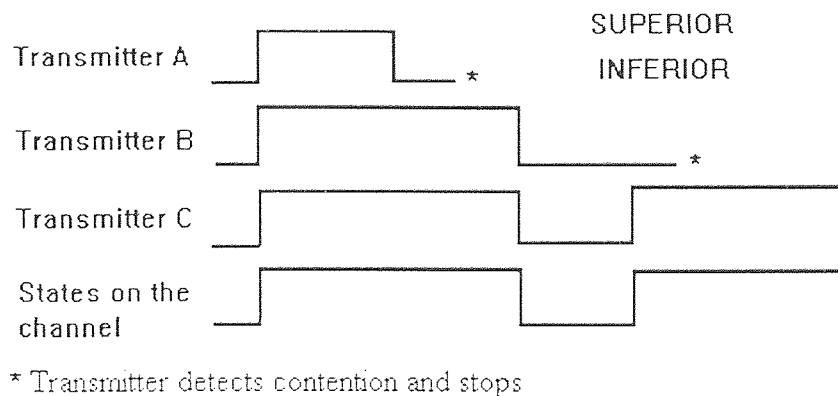 SUPERIOR
Transmitter A
INFERIOR
*
Transmitter B
*
Transmitter C
States on the
channel
* Transmitter detects contention and stops